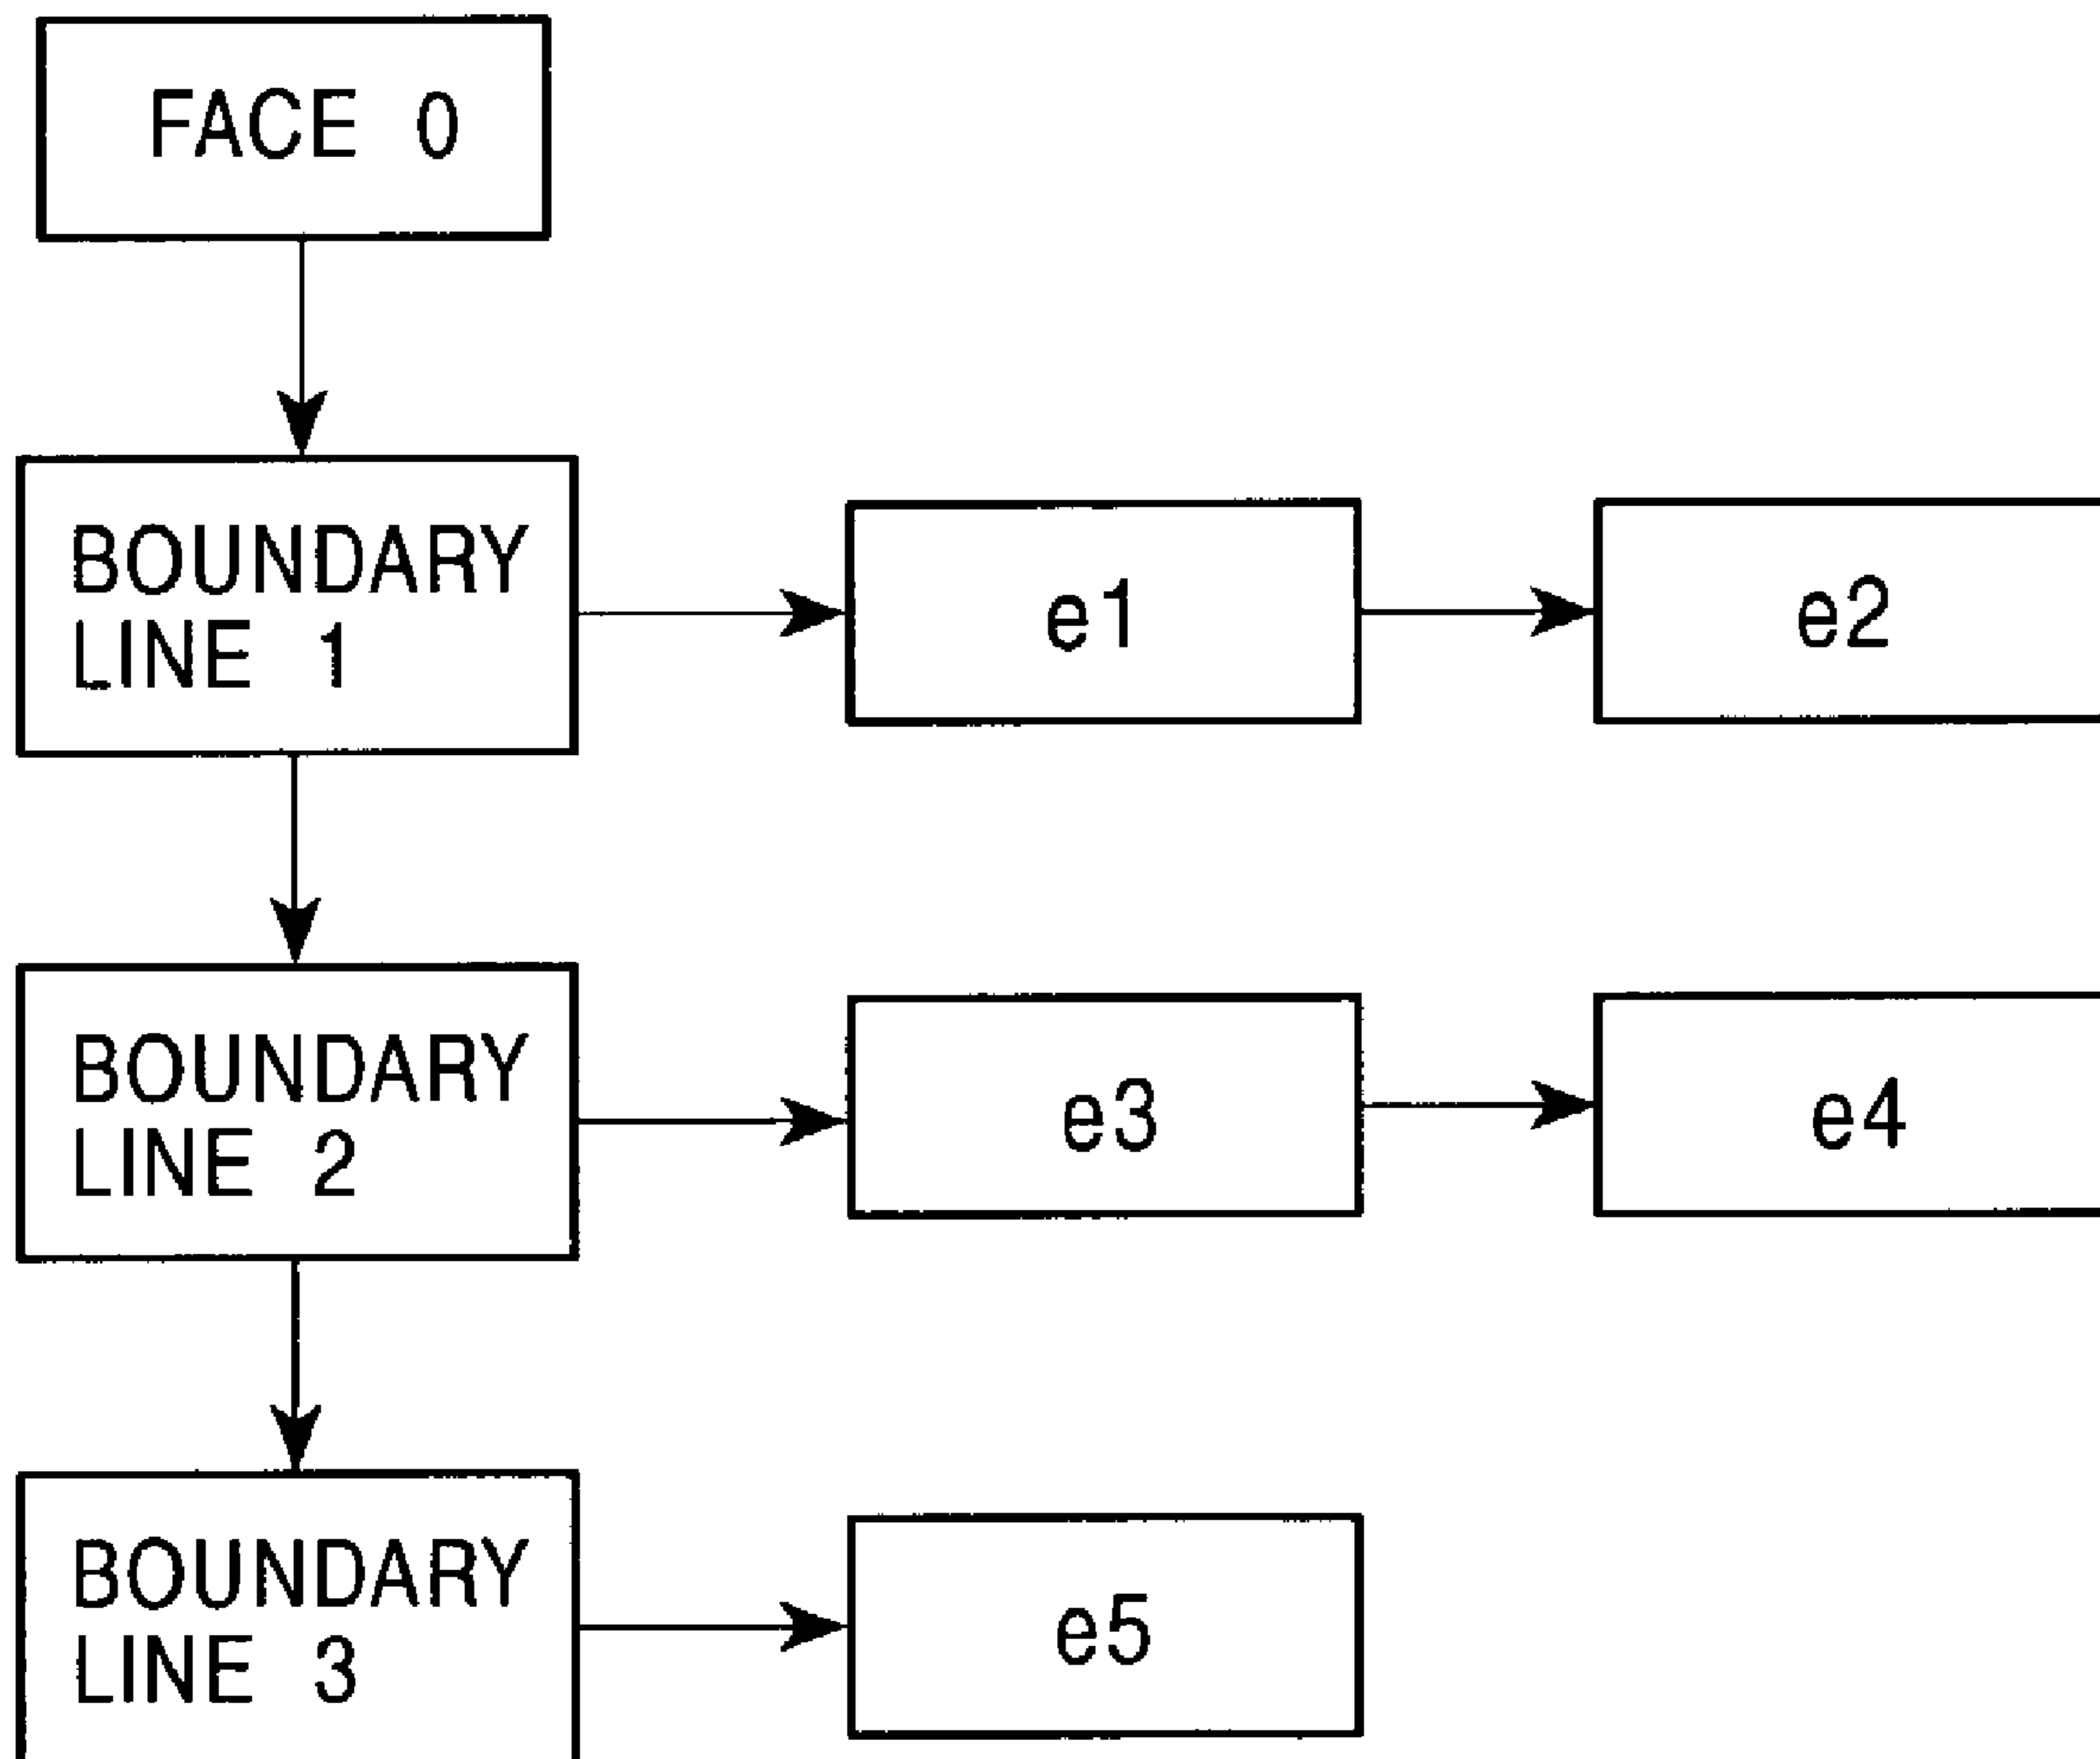 FACE 0
BOUNDARY
LINE 1
e1
e2
BOUNDARY
LINE 2
e3
e4
BOUNDARY
LINE 3
e5